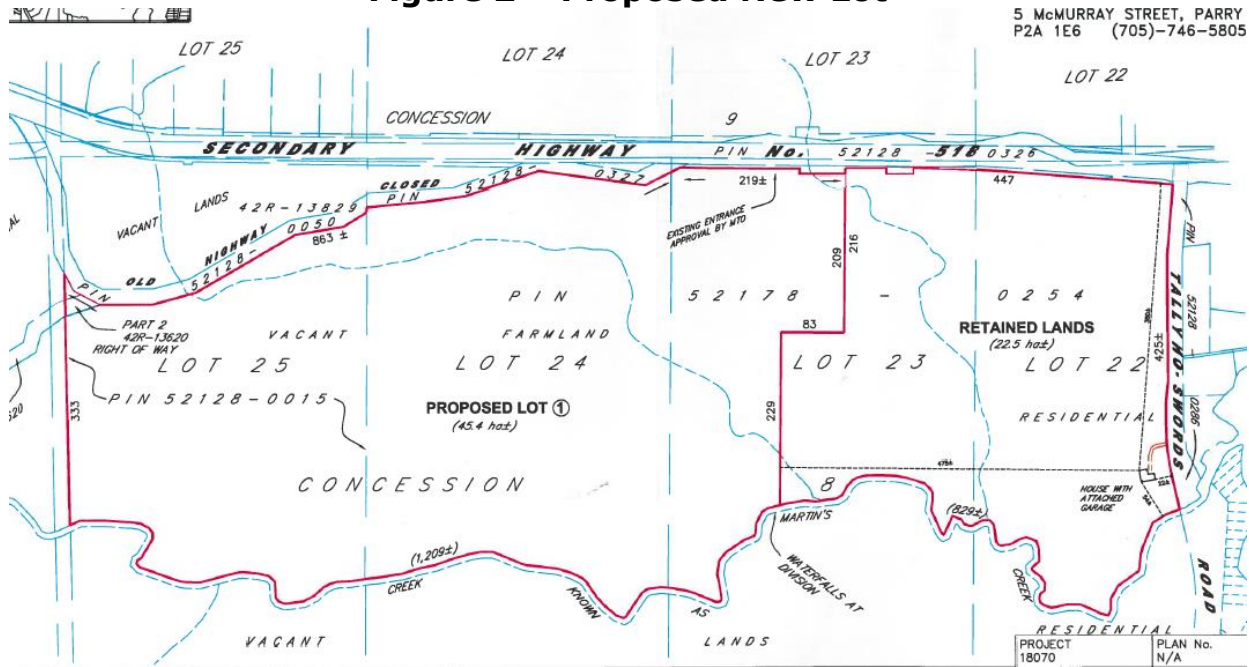 Figure 2 - Proposed New Lot
5 McMURRAY STREET, PARRY
P2A 1E6 (705)-746-5805
LOT 25
LOT 24
LOT 23
LOT 22
CONCESSION
9
SECONDARY HIGHWAY No. 518
PIN 52128 - 0326
CLOSED
PIN 52128- 0327
219±
447
LANDS 42R-13829
VACANT
OLD HIGHWAY
PIN 52128- 0050
863 ±
EXISTING ENTRANCE
APPROVAL BY MTO
209
216
PIN
PIN 52178 - 0254
52128-
0286
TALLY HO-SWORDS
ROAD
425±
PART 2
42R-13620
RIGHT OF WAY
VACANT FARMLAND
83
RETAINED LANDS
(22.5 ha±)
LOT 25
LOT 24
LOT 23
LOT 22
PIN 52128-0015
333
PROPOSED LOT 1
(45.4 ha±)
229
RESIDENTIAL
CONCESSION
8
475±
HOUSE WITH
ATTACHED
GARAGE
MARTIN'S
(829±)
(1,209±)
CREEK
KNOWN
AS
WATERFALLS AT
DIVISION
CREEK
VACANT
LANDS
RESIDENTIAL
PROJECT
18070
PLAN No.
N/A